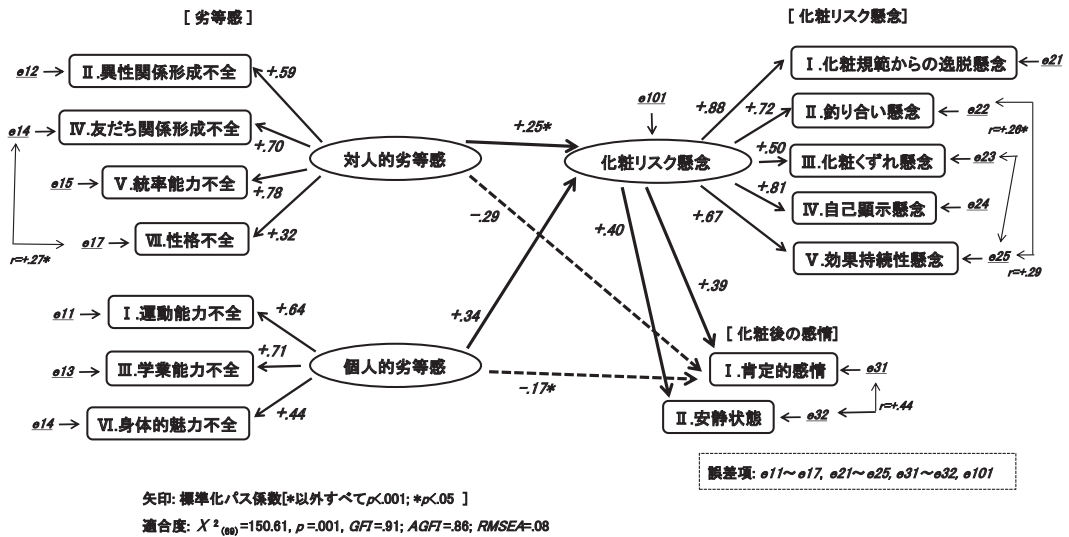 [ 劣等感 ]
[ 化粧リスク懸念]
e12
Ⅱ.異性関係形成不全
+.59
e14
Ⅳ.友だち関係形成不全
+.70
e15
Ⅴ.統率能力不全
+.78
e17
Ⅶ.性格不全
+.32
r=+.27*
対人的劣等感
+.25*
e101
化粧リスク懸念
-.29
+.88
Ⅰ.化粧規範からの逸脱懸念
e21
+.72
Ⅱ.釣り合い懸念
e22
r=+.26*
+.50
Ⅲ.化粧くずれ懸念
e23
+.81
Ⅳ.自己顕示懸念
e24
+.67
Ⅴ.効果持続性懸念
e25
r=+.29
+.40
+.39
e11
Ⅰ.運動能力不全
+.64
e13
Ⅲ.学業能力不全
+.71
e14
Ⅵ.身体的魅力不全
+.44
個人的劣等感
+.34
-.17*
[ 化粧後の感情]
Ⅰ.肯定的感情
e31
Ⅱ.安静状態
e32
r=+.44
誤差項: e11～e17, e21～e25, e31～e32, e101
矢印: 標準化パス係数[*以外すべてp<.001; *p<.05 ]
適合度: Χ²₍₆₉₎=150.61, p =.001, GFI=.91; AGFI=.86; RMSEA=.08